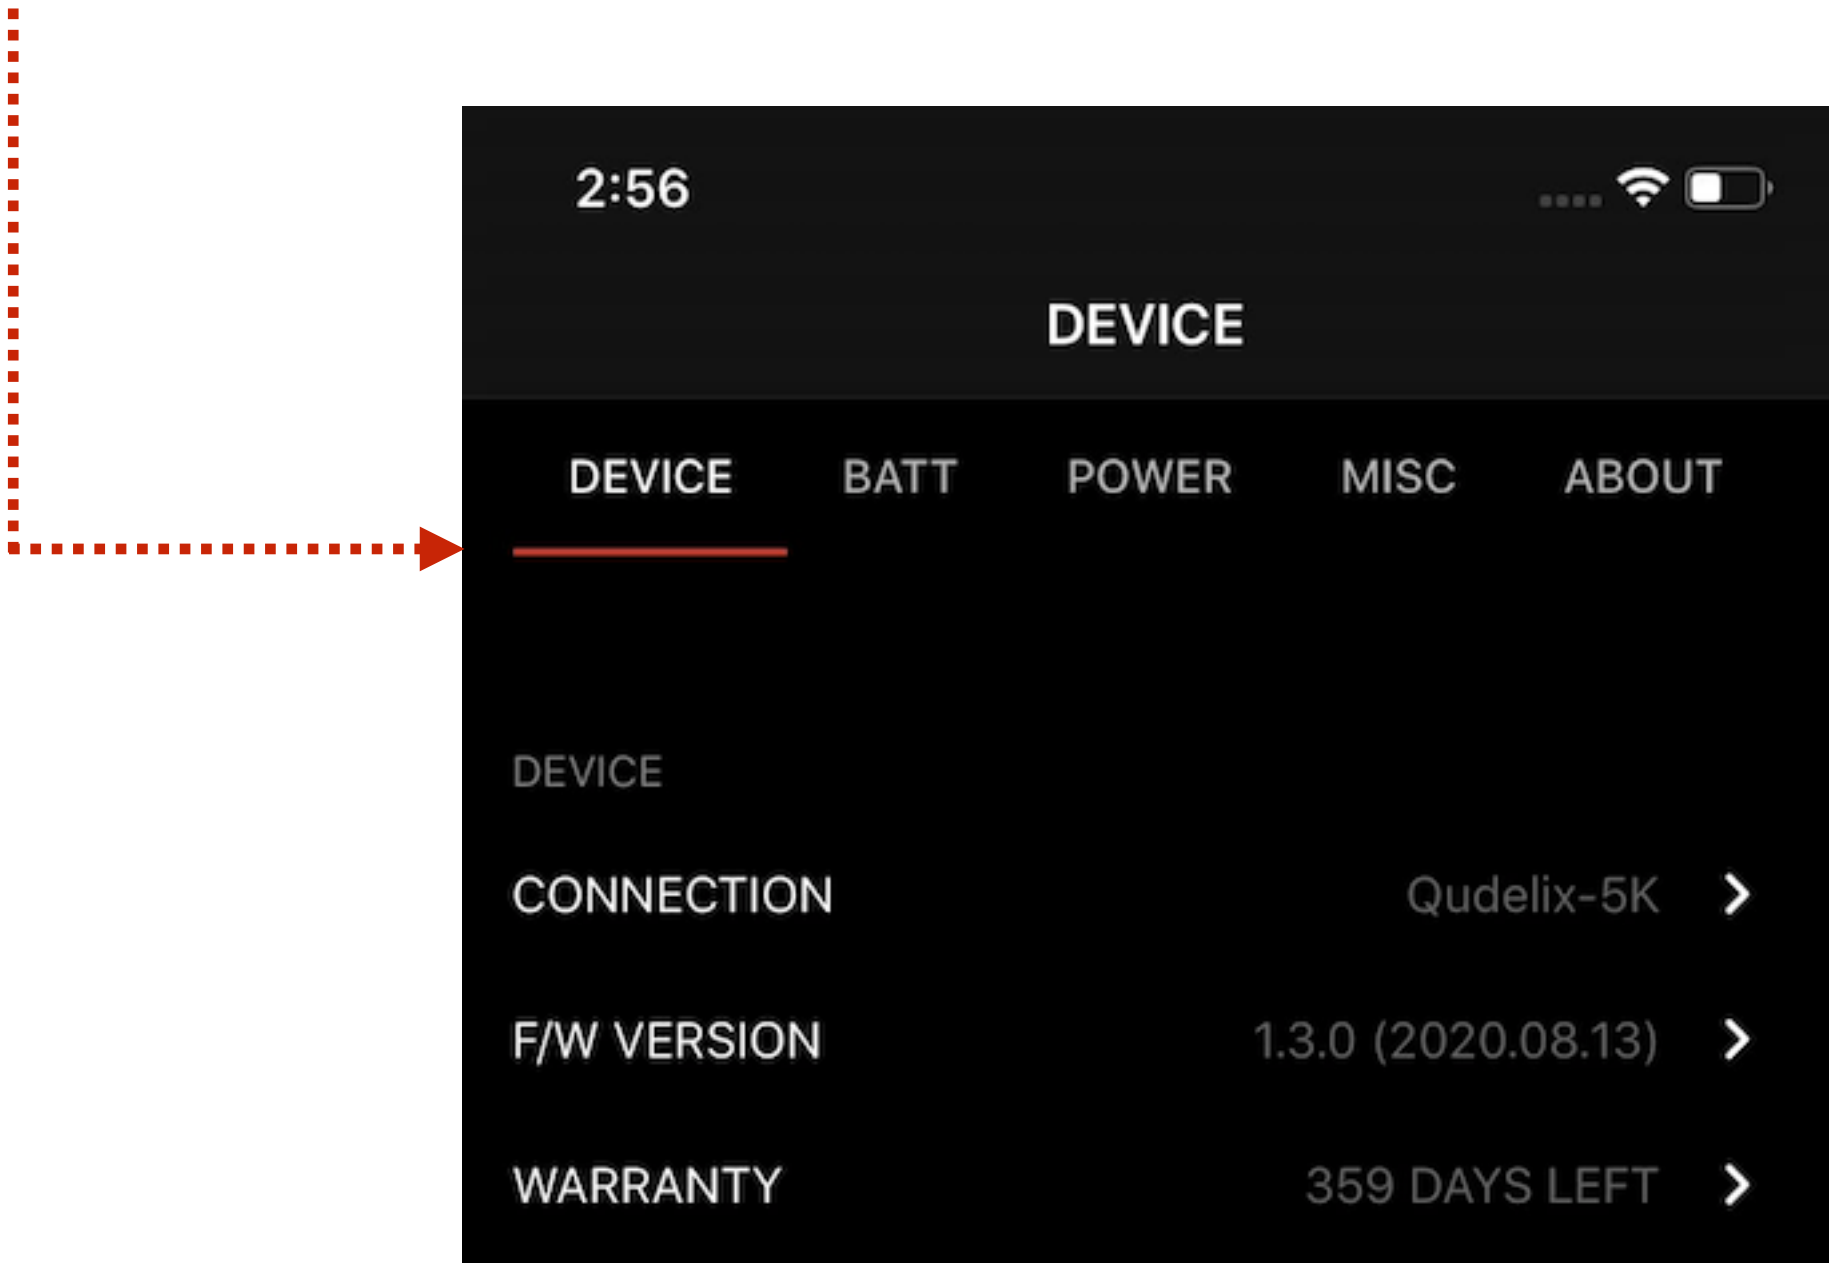 2:56
DEVICE
DEVICE BATT POWER MISC ABOUT
DEVICE
CONNECTION Qudelix-5K
F/W VERSION 1.3.0 (2020.08.13)
WARRANTY 359 DAYS LEFT